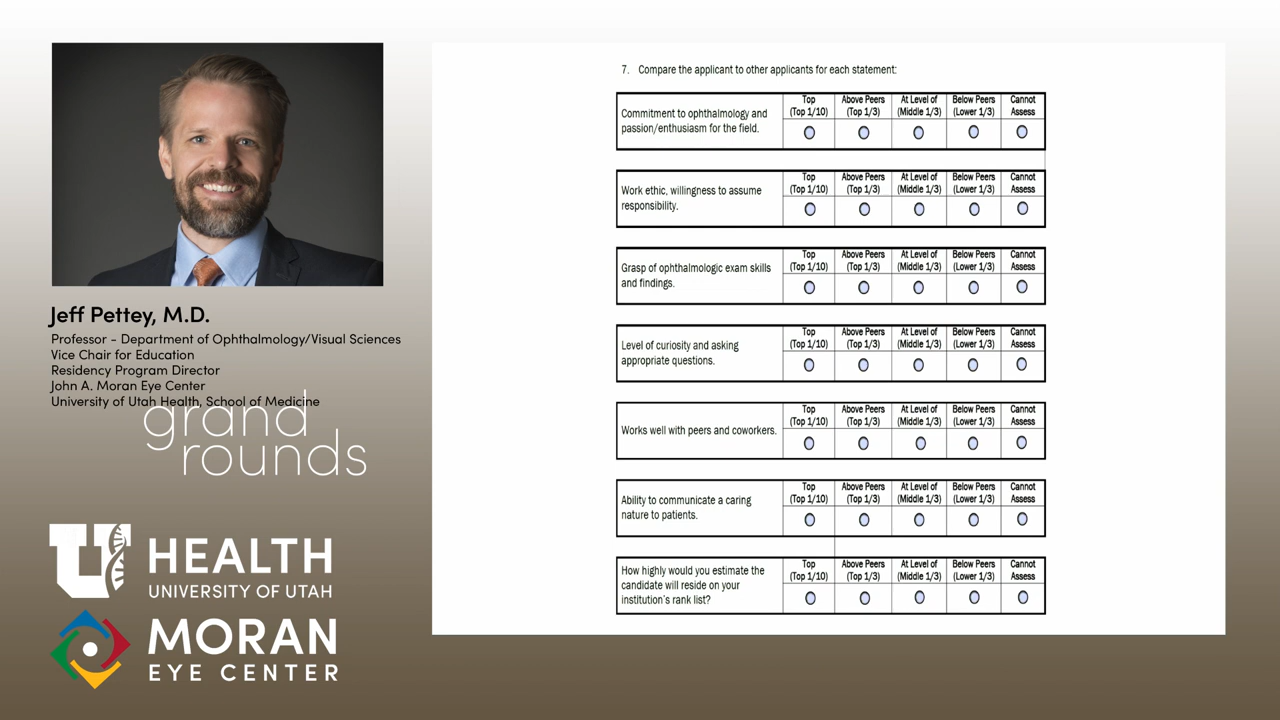 Jeff Pettey, M.D.
Professor - Department of Ophthalmology/Visual Sciences
Vice Chair for Education
Residency Program Director
John A. Moran Eye Center
University of Utah Health, School of Medicine
grand
rounds
U HEALTH
UNIVERSITY OF UTAH
MORAN
EYE CENTER
7. Compare the applicant to other applicants for each statement:
Commitment to ophthalmology and
passion/enthusiasm for the field.
Top Above Peers At Level of Below Peers Cannot
(Top 1/10) (Top 1/3) (Middle 1/3) (Lower 1/3) Assess
Work ethic, willingness to assume
responsibility.
Top Above Peers At Level of Below Peers Cannot
(Top 1/10) (Top 1/3) (Middle 1/3) (Lower 1/3) Assess
Grasp of ophthalmologic exam skills
and findings.
Top Above Peers At Level of Below Peers Cannot
(Top 1/10) (Top 1/3) (Middle 1/3) (Lower 1/3) Assess
Level of curiosity and asking
appropriate questions.
Top Above Peers At Level of Below Peers Cannot
(Top 1/10) (Top 1/3) (Middle 1/3) (Lower 1/3) Assess
Works well with peers and coworkers.
Top Above Peers At Level of Below Peers Cannot
(Top 1/10) (Top 1/3) (Middle 1/3) (Lower 1/3) Assess
Ability to communicate a caring
nature to patients.
Top Above Peers At Level of Below Peers Cannot
(Top 1/10) (Top 1/3) (Middle 1/3) (Lower 1/3) Assess
How highly would you estimate the
candidate will reside on your
institution's rank list?
Top Above Peers At Level of Below Peers Cannot
(Top 1/10) (Top 1/3) (Middle 1/3) (Lower 1/3) Assess